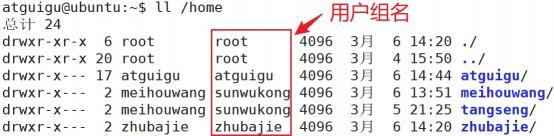 atguigu@ubuntu:~$ ll /home
总计 24
用户组名
drwxr-xr-x  6 root      root      4096  3月   6 14:20 ./
drwxr-xr-x 20 root      root      4096  3月   4 15:50 ../
drwxr-x--- 17 atguigu   atguigu   4096  3月   6 14:44 atguigu/
drwxr-x---  2 meihouwang sunwukong 4096  3月   6 13:51 meihouwang/
drwxr-x---  2 meihouwang sunwukong 4096  3月   5 21:25 tangseng/
drwxr-x---  2 zhubajie  zhubajie  4096  3月   6 14:20 zhubajie/